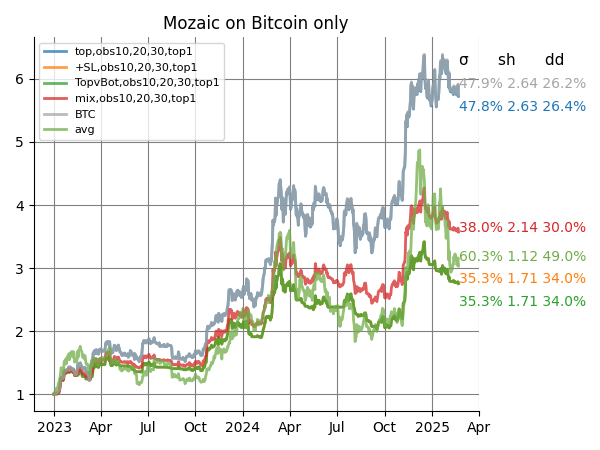 Mozaic on Bitcoin only
top,obs10,20,30,top1
+SL,obs10,20,30,top1
TopvBot,obs10,20,30,top1
mix,obs10,20,30,top1
BTC
avg
σ sh dd
47.9% 2.64 26.2%
47.8% 2.63 26.4%
38.0% 2.14 30.0%
60.3% 1.12 49.0%
35.3% 1.71 34.0%
35.3% 1.71 34.0%
6
5
4
3
2
1
2023 Apr Jul Oct 2024 Apr Jul Oct 2025 Apr